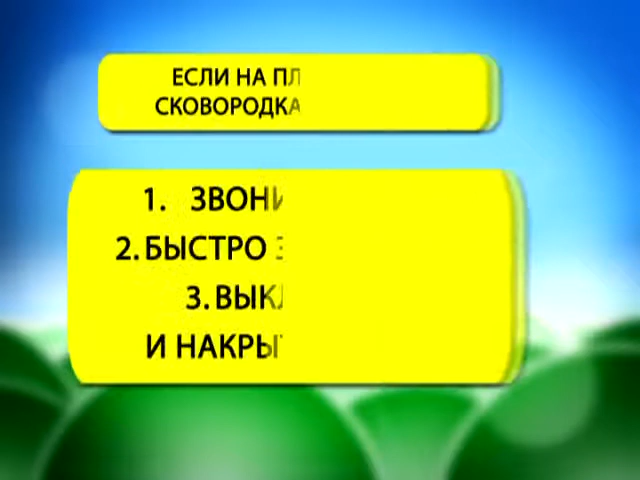 ЕСЛИ НА ПЛ
СКОВОРОДКА
1. ЗВОНИ
2. БЫСТРО
3. ВЫКЛ
И НАКРЫ